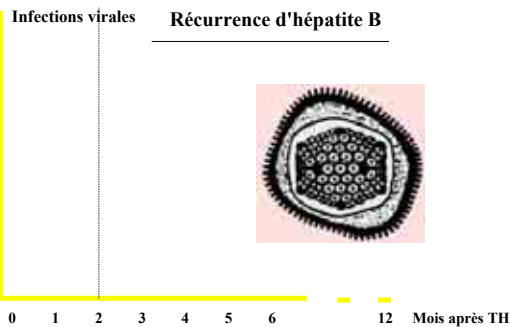 Infections virales
Récurrence d'hépatite B
0 1 2 3 4 5 6 12 Mois après TH